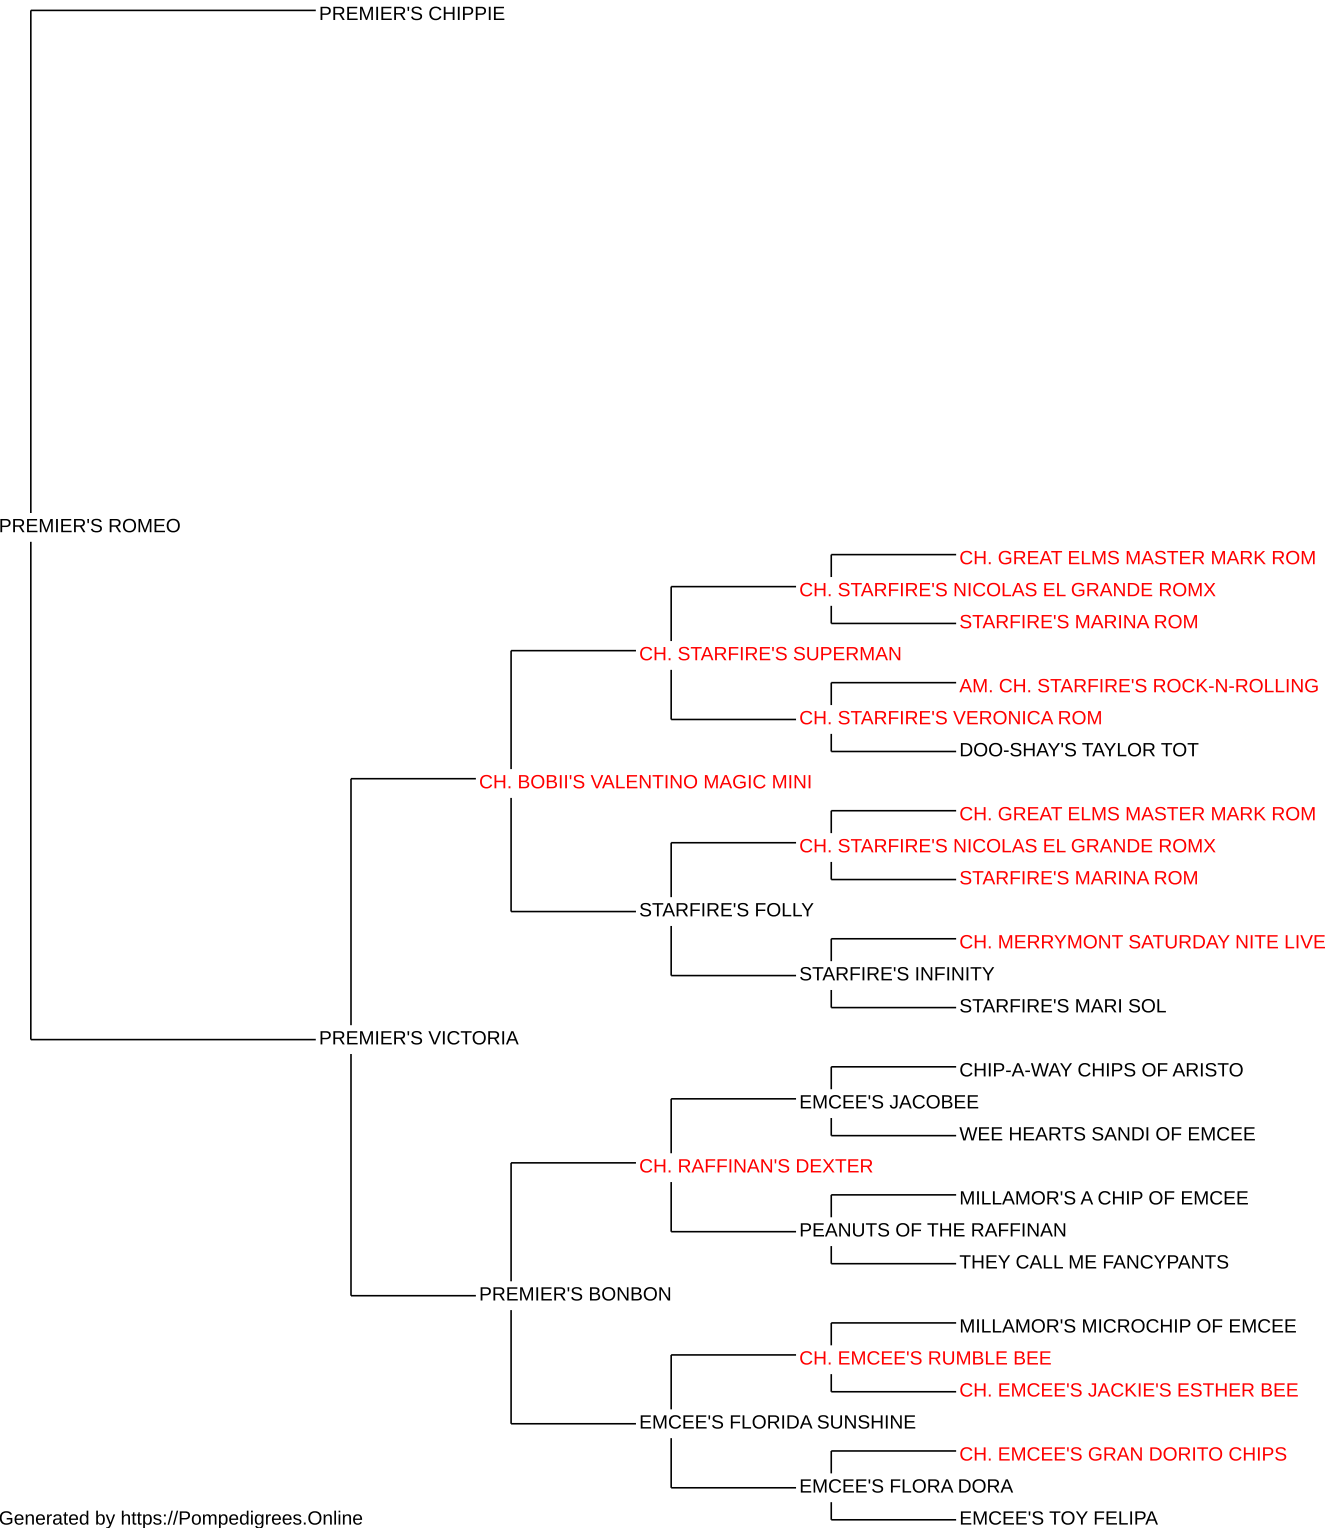 PREMIER'S CHIPPIE
PREMIER'S ROMEO
CH. GREAT ELMS MASTER MARK ROM
CH. STARFIRE'S NICOLAS EL GRANDE ROMX
STARFIRE'S MARINA ROM
CH. STARFIRE'S SUPERMAN
AM. CH. STARFIRE'S ROCK-N-ROLLING
CH. STARFIRE'S VERONICA ROM
DOO-SHAY'S TAYLOR TOT
CH. BOBII'S VALENTINO MAGIC MINI
CH. GREAT ELMS MASTER MARK ROM
CH. STARFIRE'S NICOLAS EL GRANDE ROMX
STARFIRE'S MARINA ROM
STARFIRE'S FOLLY
CH. MERRYMONT SATURDAY NITE LIVE
STARFIRE'S INFINITY
STARFIRE'S MARI SOL
PREMIER'S VICTORIA
CHIP-A-WAY CHIPS OF ARISTO
EMCEE'S JACOBEE
WEE HEARTS SANDI OF EMCEE
CH. RAFFINAN'S DEXTER
MILLAMOR'S A CHIP OF EMCEE
PEANUTS OF THE RAFFINAN
THEY CALL ME FANCYPANTS
PREMIER'S BONBON
MILLAMOR'S MICROCHIP OF EMCEE
CH. EMCEE'S RUMBLE BEE
CH. EMCEE'S JACKIE'S ESTHER BEE
EMCEE'S FLORIDA SUNSHINE
CH. EMCEE'S GRAN DORITO CHIPS
EMCEE'S FLORA DORA
EMCEE'S TOY FELIPA
Generated by https://Pompedigrees.Online